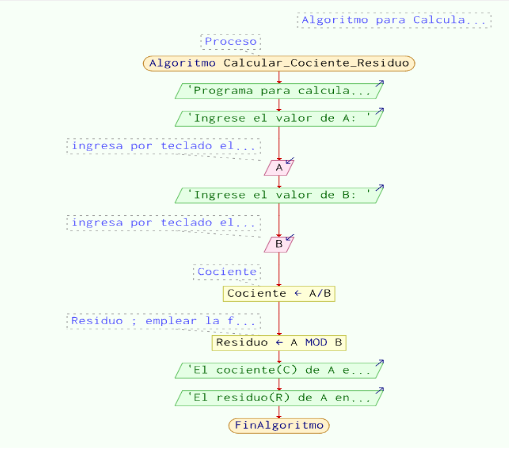 Algoritmo para Calcula...
Proceso
Algoritmo Calcular_Cociente_Residuo
'Programa para calcula...
'Ingrese el valor de A: '
ingresa por teclado el...
A
'Ingrese el valor de B: '
ingresa por teclado el...
B
Cociente
Cociente ← A/B
Residuo ; emplear la f...
Residuo ← A MOD B
'El cociente(C) de A e...
'El residuo(R) de A en...
FinAlgoritmo